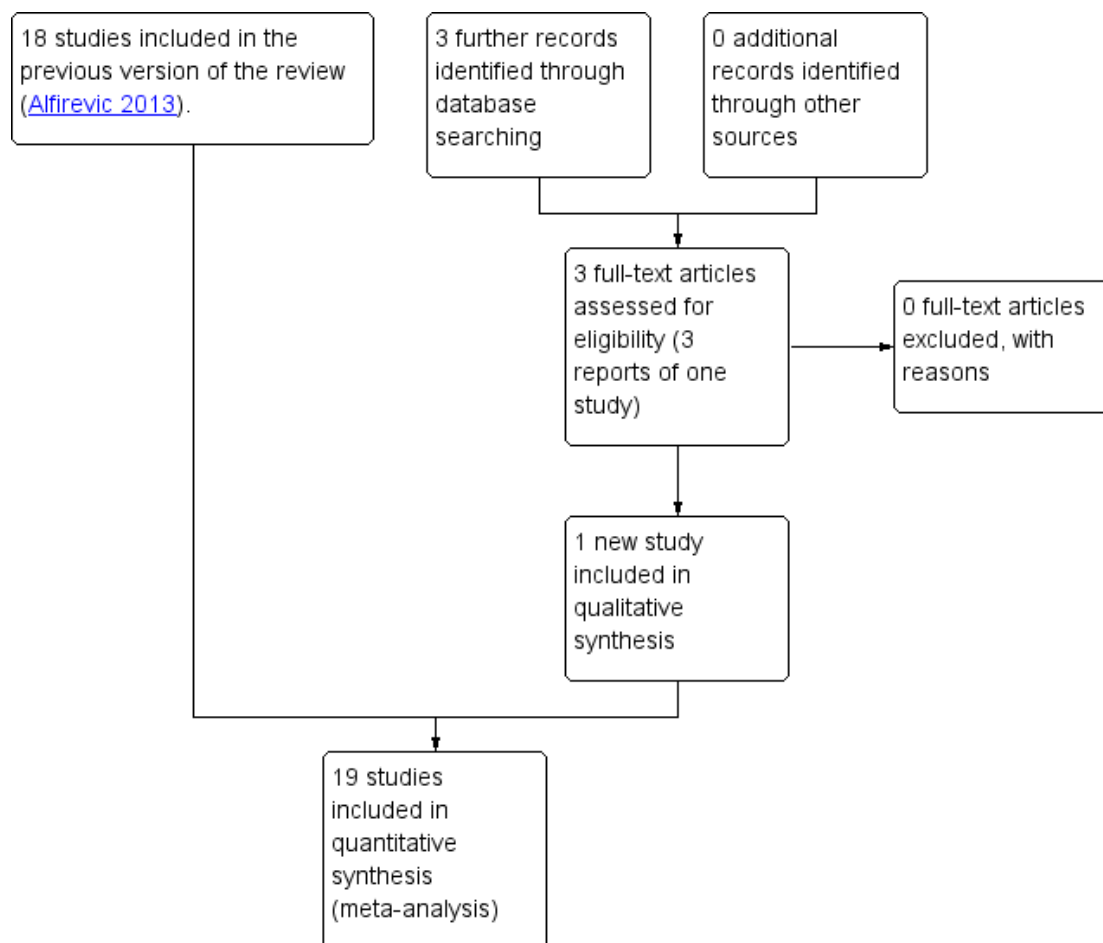 18 studies included in the
previous version of the review
(Alfirevic 2013).
3 further records
identified through
database
searching
0 additional
records identified
through other
sources
3 full-text articles
assessed for
eligibility (3
reports of one
study)
0 full-text articles
excluded, with
reasons
1 new study
included in
qualitative
synthesis
19 studies
included in
quantitative
synthesis
(meta-analysis)